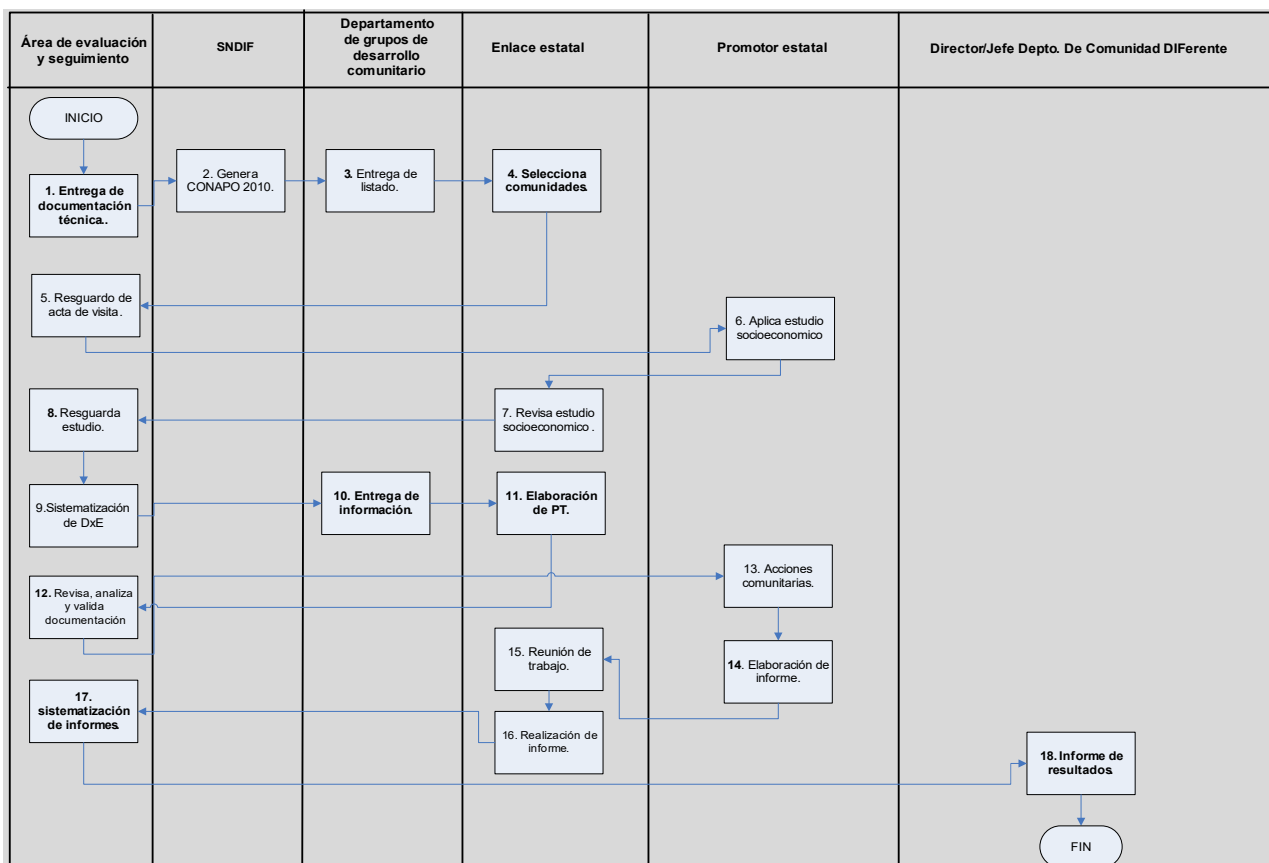 Área de evaluación
y seguimiento
SNDIF
Departamento
de grupos de
desarrollo
comunitario
Enlace estatal
Promotor estatal
Director/Jefe Depto. De Comunidad DIFerente
INICIO
1. Entrega de
documentación
técnica..
2. Genera
CONAPO 2010.
3. Entrega de
listado.
4. Selecciona
comunidades.
5. Resguardo de
acta de visita.
6. Aplica estudio
socioeconomico
7. Revisa estudio
socioeconomico .
8. Resguarda
estudio.
9.Sistematización
de DxE
10. Entrega de
información.
11. Elaboración
de PT.
12. Revisa, analiza
y valida
documentación
13. Acciones
comunitarias.
14. Elaboración de
informe.
15. Reunión de
trabajo.
16. Realización de
informe.
17.
sistematización
de informes.
18. Informe de
resultados.
FIN